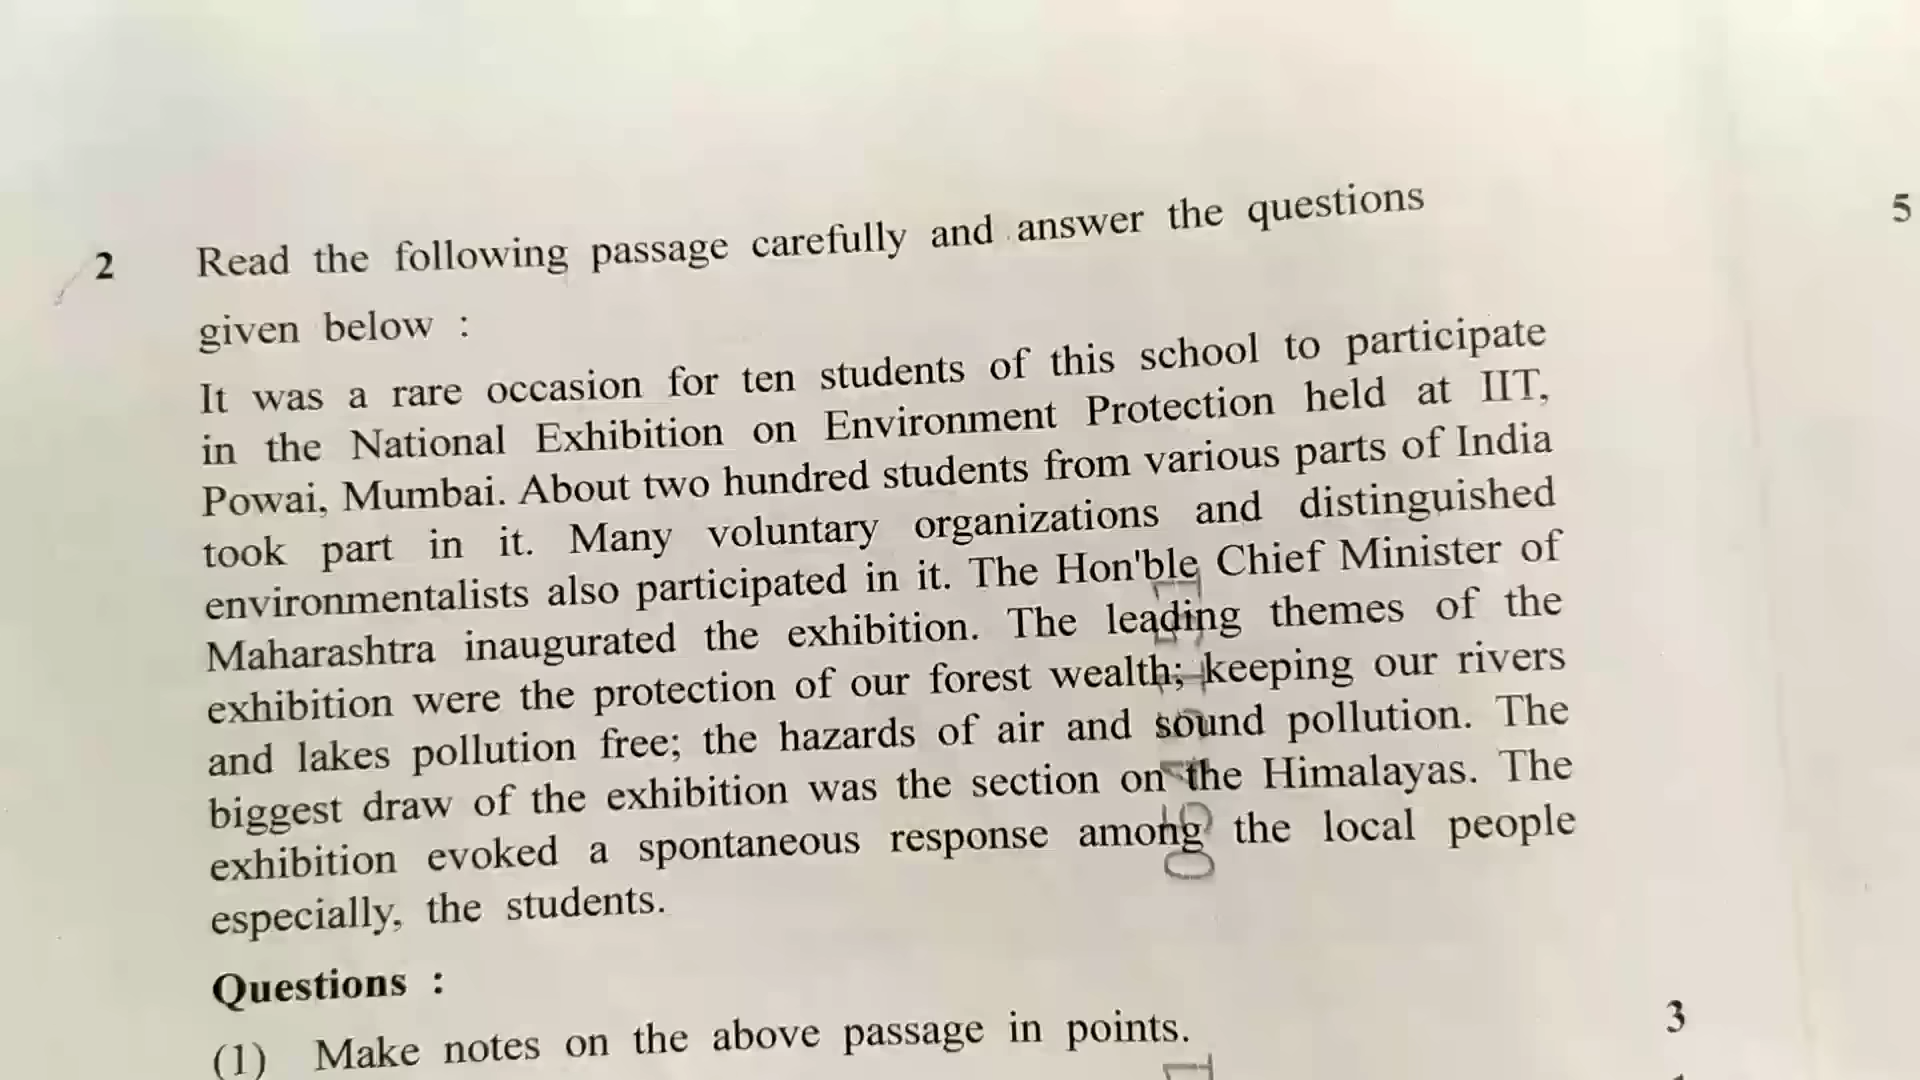 5
2 Read the following passage carefully and answer the questions
given below :
It was a rare occasion for ten students of this school to participate
in the National Exhibition on Environment Protection held at IIT,
Powai, Mumbai. About two hundred students from various parts of India
took part in it. Many voluntary organizations and distinguished
environmentalists also participated in it. The Hon'ble Chief Minister of
Maharashtra inaugurated the exhibition. The leading themes of the
exhibition were the protection of our forest wealth; keeping our rivers
and lakes pollution free; the hazards of air and sound pollution. The
biggest draw of the exhibition was the section on the Himalayas. The
exhibition evoked a spontaneous response among the local people
especially, the students.
Questions :
(1) Make notes on the above passage in points. 3